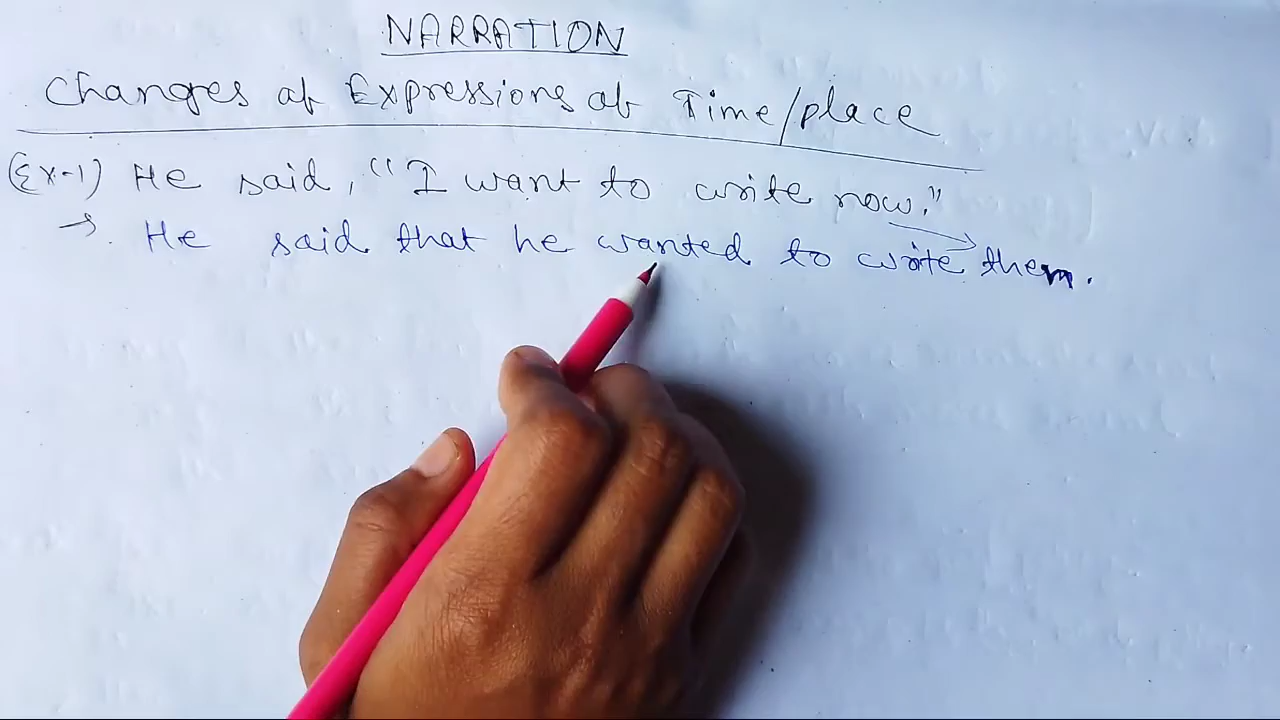 NARRATION
Changes of Expressions of Time/place
(Ex-1) He said, "I want to write now."
→ He said that he wanted to write then.